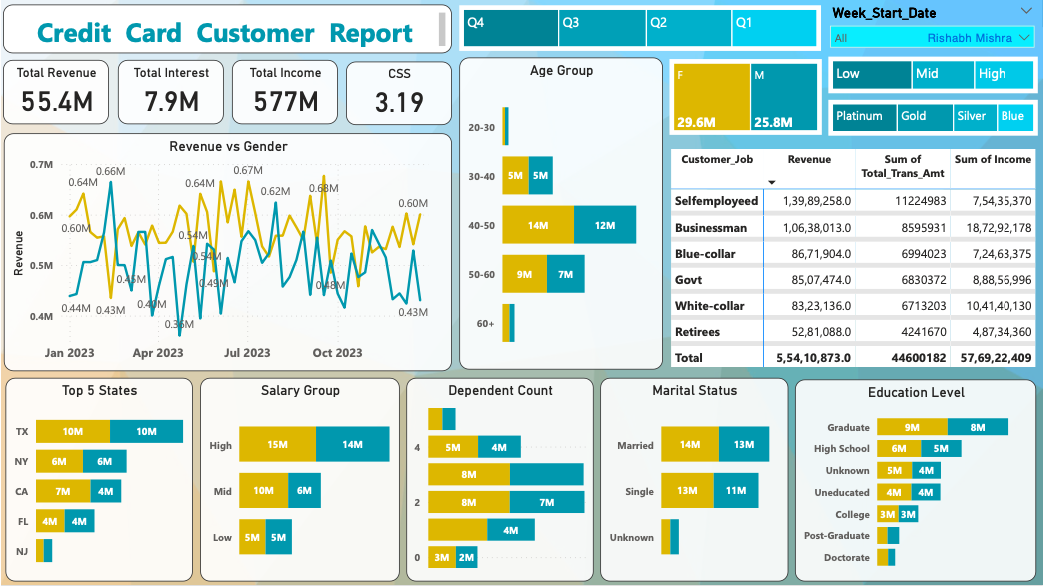 Credit Card Customer Report
Q4 Q3 Q2 Q1
Week_Start_Date
All Rishabh Mishra
Total Revenue
55.4M
Total Interest
7.9M
Total Income
577M
CSS
3.19
Low Mid High
Platinum Gold Silver Blue
F
29.6M
M
25.8M
Revenue vs Gender
Revenue
0.7M
0.6M
0.5M
0.4M
0.64M
0.66M
0.64M
0.67M
0.62M
0.68M
0.60M
0.60M
0.54M
0.54M
0.44M
0.43M
0.45M
0.49M
0.48M
0.43M
Jan 2023 Apr 2023 Jul 2023 Oct 2023
Age Group
20-30
30-40 5M 5M
40-50 14M 12M
50-60 9M 7M
60+
Customer_Job Revenue Sum of Total_Trans_Amt Sum of Income
Selfemployeed 1,39,89,258.0 11224983 7,54,35,370
Businessman 1,06,38,013.0 8595931 18,72,92,178
Blue-collar 86,71,904.0 6994023 7,24,63,375
Govt 85,07,474.0 6830372 8,88,56,996
White-collar 83,23,136.0 6713203 10,41,40,130
Retirees 52,81,088.0 4241670 4,87,34,360
Total 5,54,10,873.0 44600182 57,69,22,409
Top 5 States
TX 10M 10M
NY 6M 6M
CA 7M 4M
FL 4M 4M
NJ
Salary Group
High 15M 14M
Mid 10M 6M
Low 5M 5M
Dependent Count
4 5M 4M
8M
2 8M 7M
4M
0 3M 2M
Marital Status
Married 14M 13M
Single 13M 11M
Unknown
Education Level
Graduate 9M 8M
High School 6M 5M
Unknown 5M 4M
Uneducated 4M 4M
College 3M 3M
Post-Graduate
Doctorate